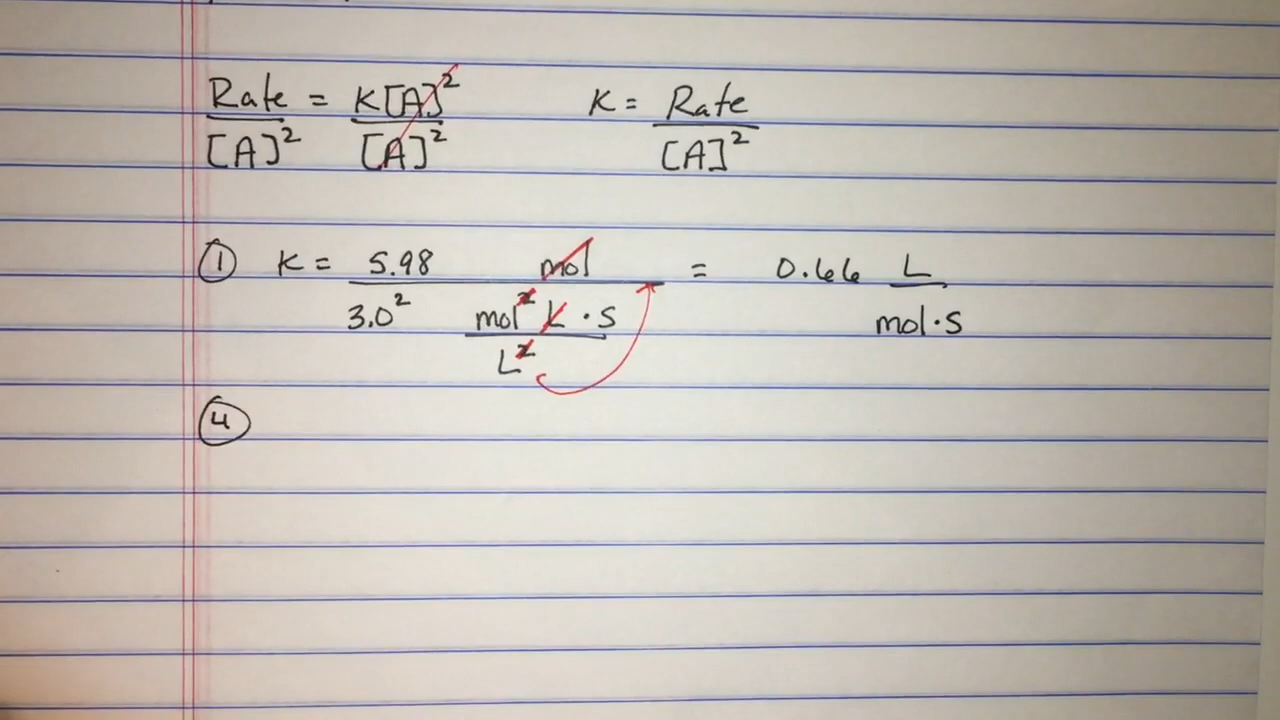 Rate = K[A]² K = Rate
[A]² [A]² [A]²
① K = 5.98 mol = 0.66 L
3.0² mol² L · S mol · S
L²
④